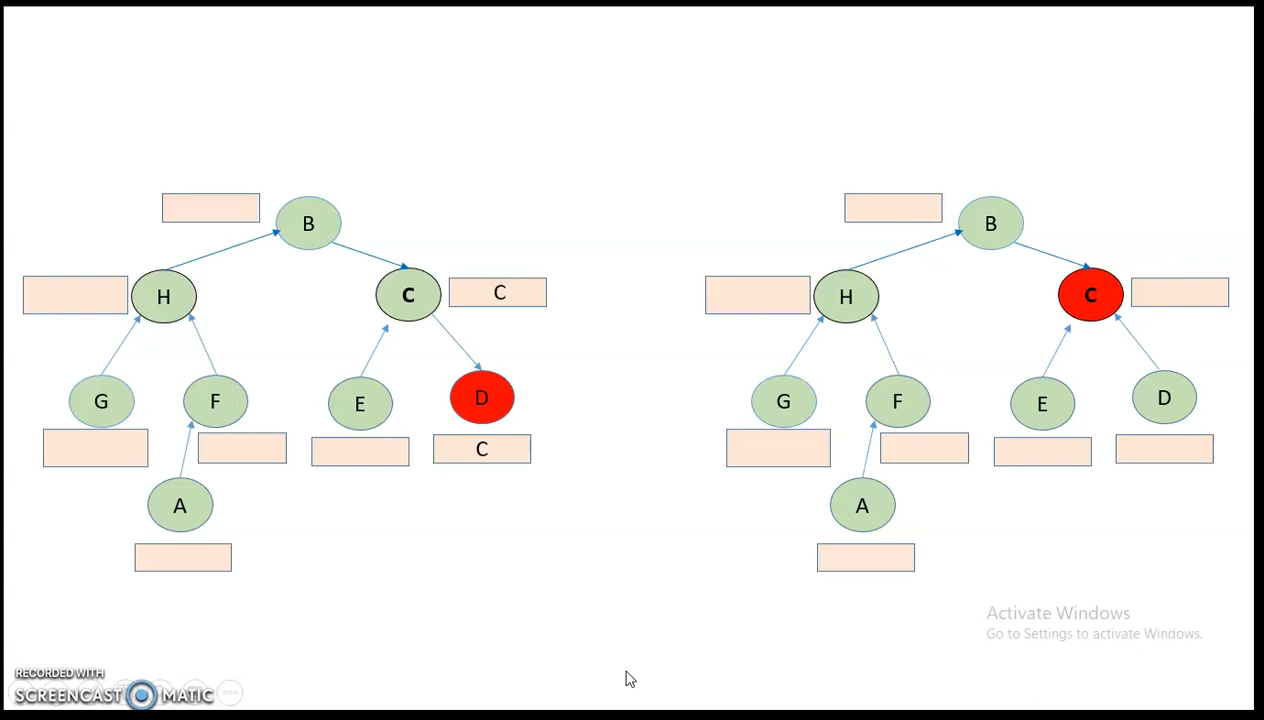 B
B
H
C
C
H
C
G
F
E
D
C
G
F
E
D
A
A
Activate Windows
Go to Settings to activate Windows.
RECORDED WITH
SCREENCAST MATIC